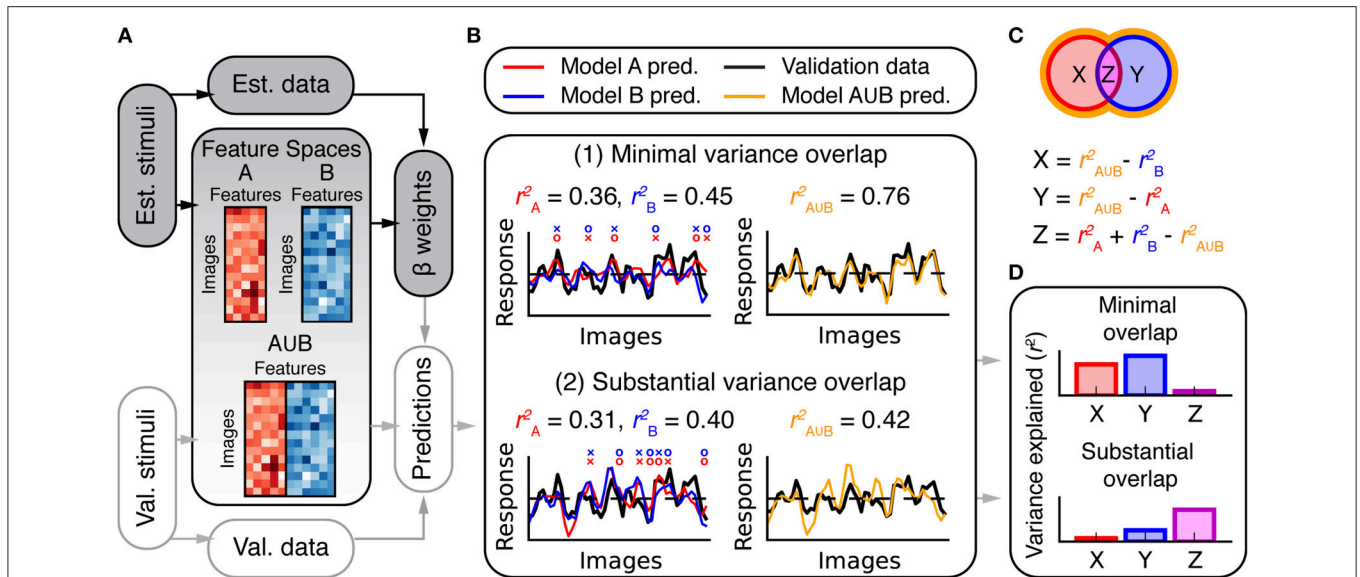 A
Est. stimuli
Est. data
Feature Spaces
A B
Features Features
Images Images
AUB
Features
Images
β weights
Predictions
Val. stimuli
Val. data
B
Model A pred. Validation data
Model B pred. Model AUB pred.
(1) Minimal variance overlap
r²A = 0.36, r²B = 0.45 r²AUB = 0.76
x o x o x o
o x o x o x
Response Response
Images Images
(2) Substantial variance overlap
r²A = 0.31, r²B = 0.40 r²AUB = 0.42
x o x o x o o
x o x o x x o
Response Response
Images Images
C
X Z Y
X = r²AUB - r²B
Y = r²AUB - r²A
Z = r²A + r²B - r²AUB
D
Variance explained (r²)
Minimal
overlap
X Y Z
Substantial
overlap
X Y Z